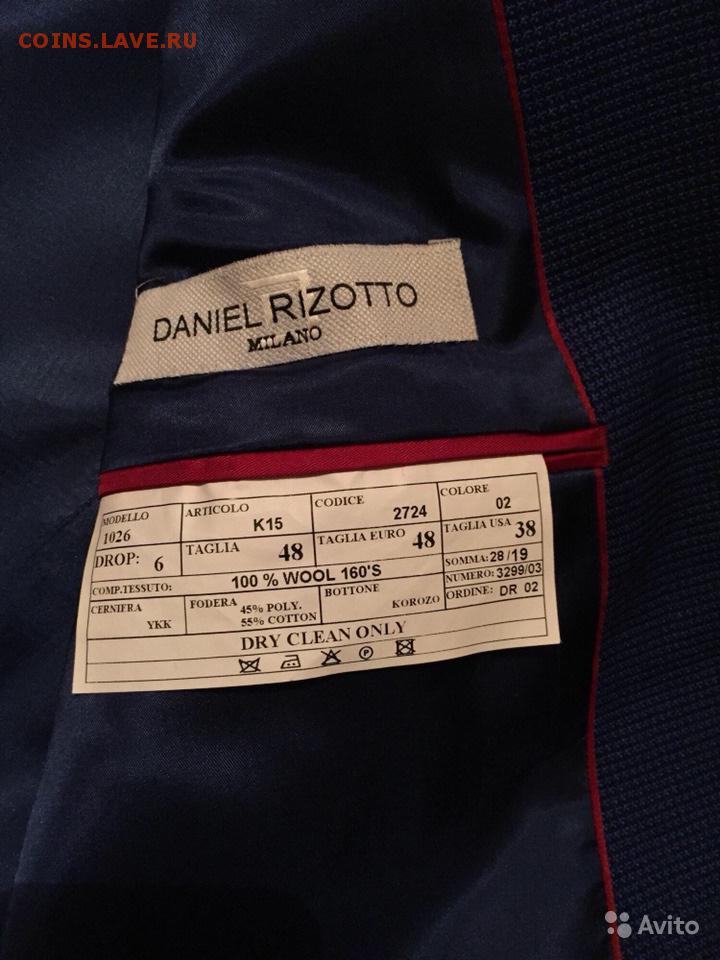 COINS.LAVE.RU
DANIEL RIZOTTO
MILANO
MODELLO 1026 ARTICOLO K15 CODICE 2724 COLORE 02
DROP: 6 TAGLIA 48 TAGLIA EURO 48 TAGLIA USA 38
COMP.TESSUTO: 100 % WOOL 160'S SOMMA: 28/19
NUMERO: 3299/03
CERNIFRA YKK FODERA 45% POLY. 55% COTTON BOTTONE KOROZO ORDINE: DR 02
DRY CLEAN ONLY
P
Avito